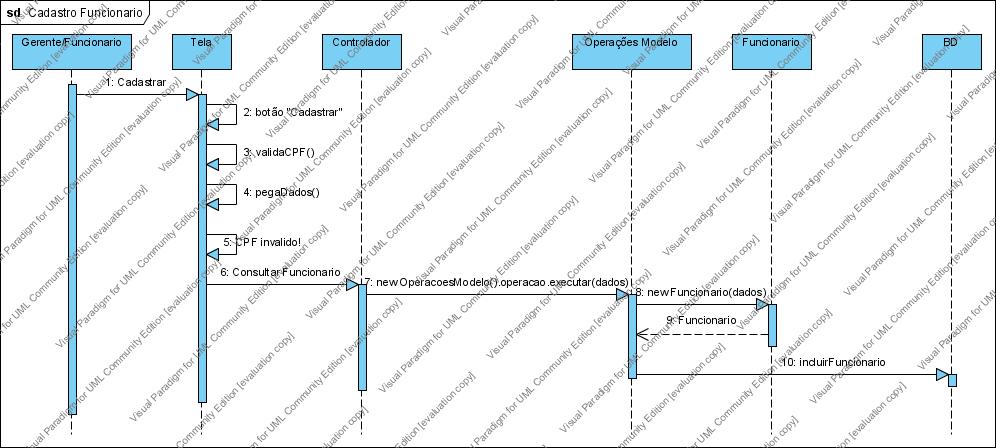 sd Cadastro Funcionario
Gerente/Funcionario Tela Controlador Operações Modelo Funcionario BD
1: Cadastrar
2: botão "Cadastrar"
3: validaCPF()
4: pegaDados()
5: CPF invalido!
6: Consultar Funcionario
7: newOperacoesModelo().operacao.executar(dados)
8: newFuncionario(dados)
9: Funcionario
10: incluirFuncionario
Visual Paradigm for UML Community Edition [evaluation copy]